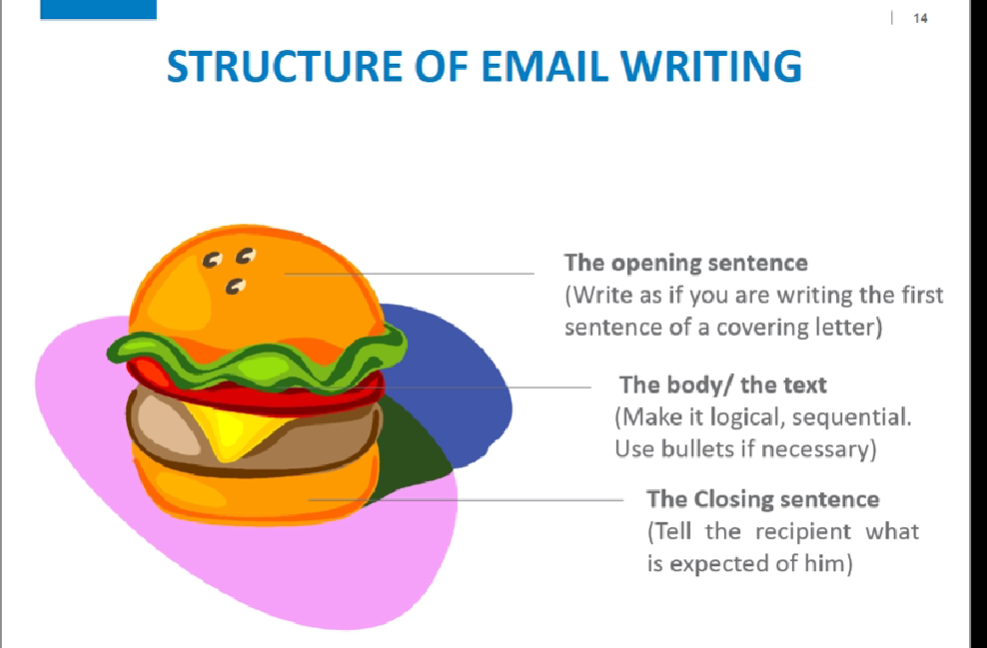 14
STRUCTURE OF EMAIL WRITING
The opening sentence
(Write as if you are writing the first
sentence of a covering letter)
The body/ the text
(Make it logical, sequential.
Use bullets if necessary)
The Closing sentence
(Tell the recipient what
is expected of him)